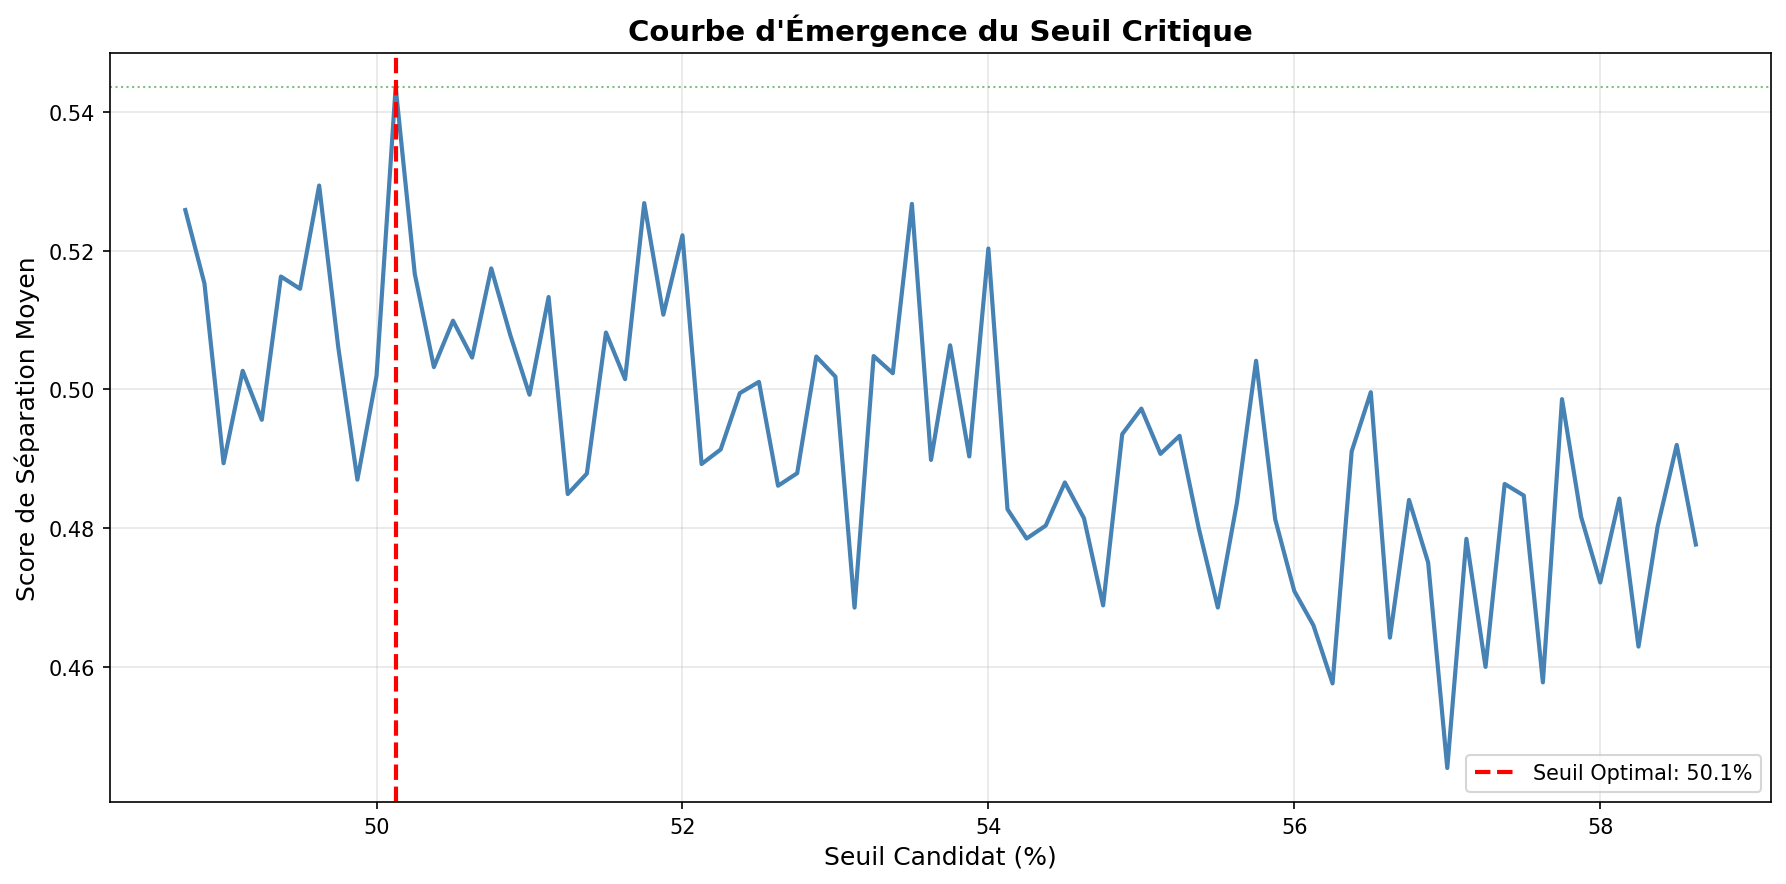 Courbe d'Émergence du Seuil Critique
Score de Séparation Moyen
0.54
0.52
0.50
0.48
0.46
50
52
54
56
58
Seuil Candidat (%)
Seuil Optimal: 50.1%